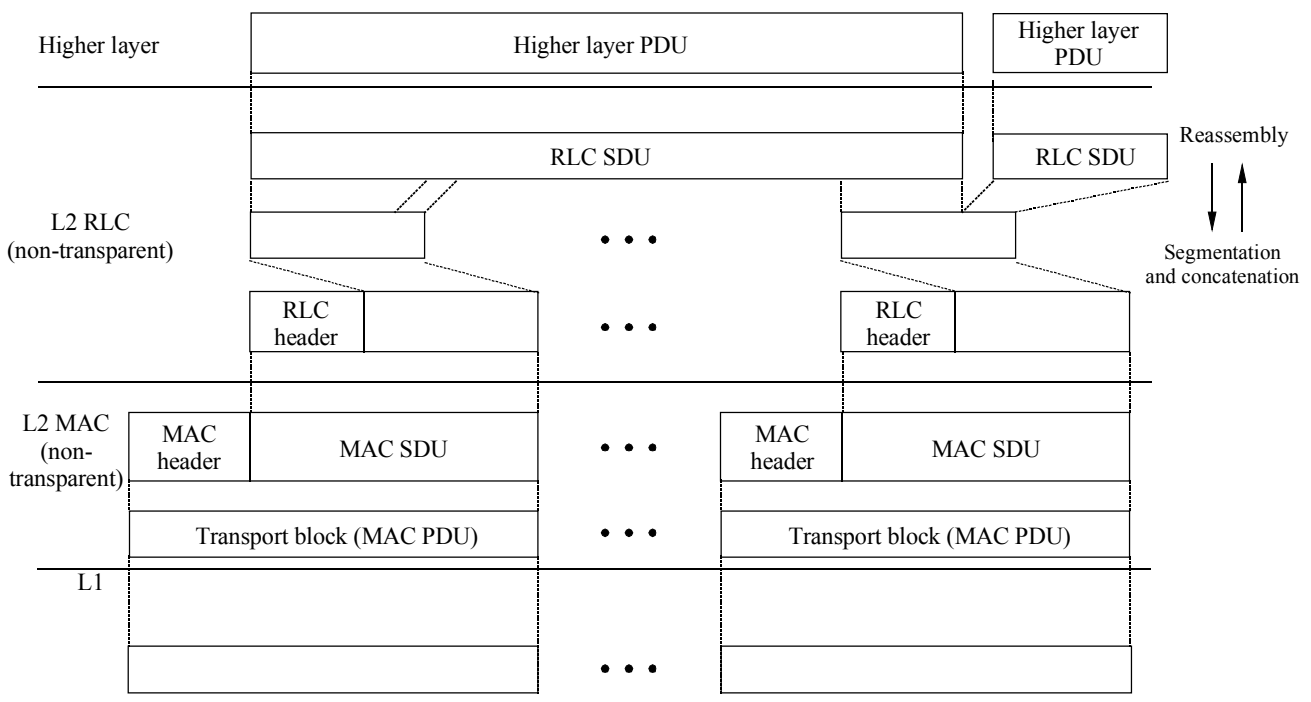 Higher layer
Higher layer PDU
Higher layer
PDU
RLC SDU
RLC SDU
Reassembly
L2 RLC
(non-transparent)
Segmentation
and concatenation
RLC
header
RLC
header
L2 MAC
(non-
transparent)
MAC
header
MAC SDU
MAC
header
MAC SDU
Transport block (MAC PDU)
Transport block (MAC PDU)
L1